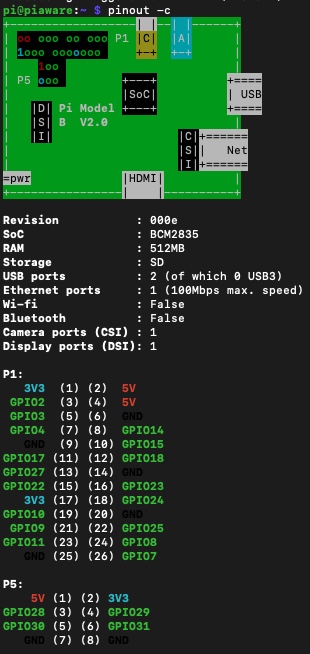 pi@piaware:~ $ pinout -c
+------------------| |--| |------+
| ooooo ooooooo P1 |C| |A| |
| 1oooo ooooooo +-+ +-+ |
| 1oo |
| P5 ooo +---+ +====
| |SoC| | USB
| |D| Pi Model +---+ +====
| |S| B V2.0 |
| |I| |C|+======
| |S|| Net
| |I|+======
=pwr |HDMI| |
+----------------| |----------+
Revision : 000e
SoC : BCM2835
RAM : 512MB
Storage : SD
USB ports : 2 (of which 0 USB3)
Ethernet ports : 1 (100Mbps max. speed)
Wi-fi : False
Bluetooth : False
Camera ports (CSI) : 1
Display ports (DSI): 1
P1:
3V3 (1) (2) 5V
GPIO2 (3) (4) 5V
GPIO3 (5) (6) GND
GPIO4 (7) (8) GPIO14
GND (9) (10) GPIO15
GPIO17 (11) (12) GPIO18
GPIO27 (13) (14) GND
GPIO22 (15) (16) GPIO23
3V3 (17) (18) GPIO24
GPIO10 (19) (20) GND
GPIO9 (21) (22) GPIO25
GPIO11 (23) (24) GPIO8
GND (25) (26) GPIO7
P5:
5V (1) (2) 3V3
GPIO28 (3) (4) GPIO29
GPIO30 (5) (6) GPIO31
GND (7) (8) GND